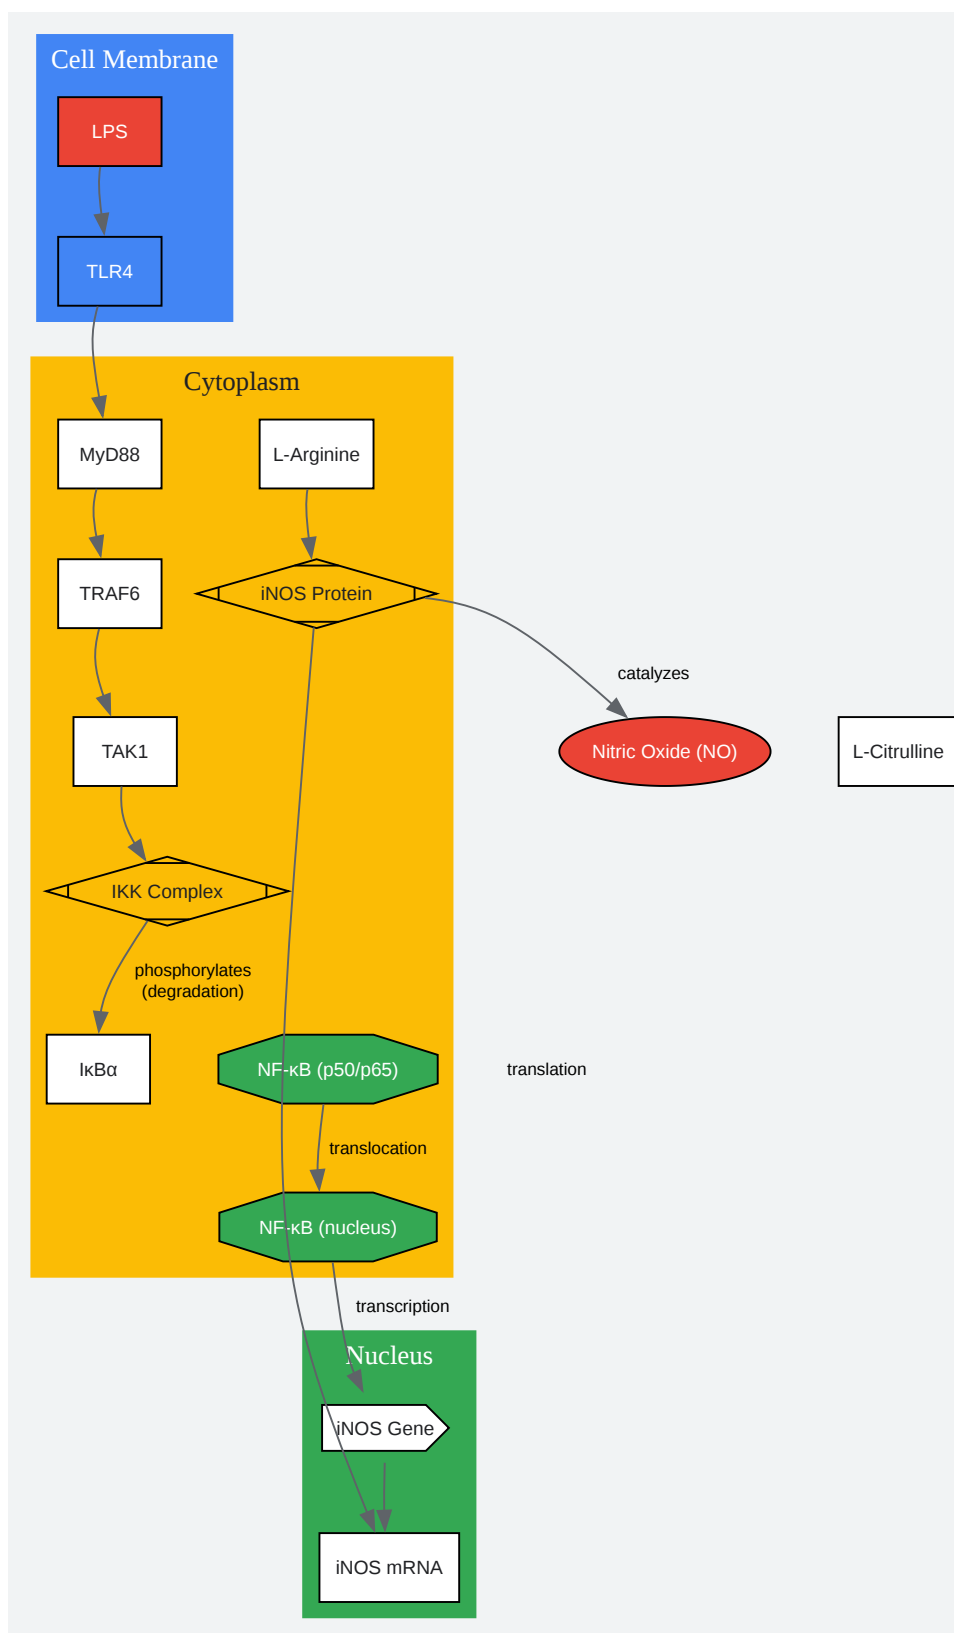 Cell Membrane
LPS
TLR4
Cytoplasm
MyD88
L-Arginine
TRAF6
iNOS Protein
catalyzes
TAK1
Nitric Oxide (NO)
L-Citrulline
IKK Complex
phosphorylates
(degradation)
IκBα
NF-κB (p50/p65)
translation
translocation
NF-κB (nucleus)
transcription
Nucleus
iNOS Gene
iNOS mRNA